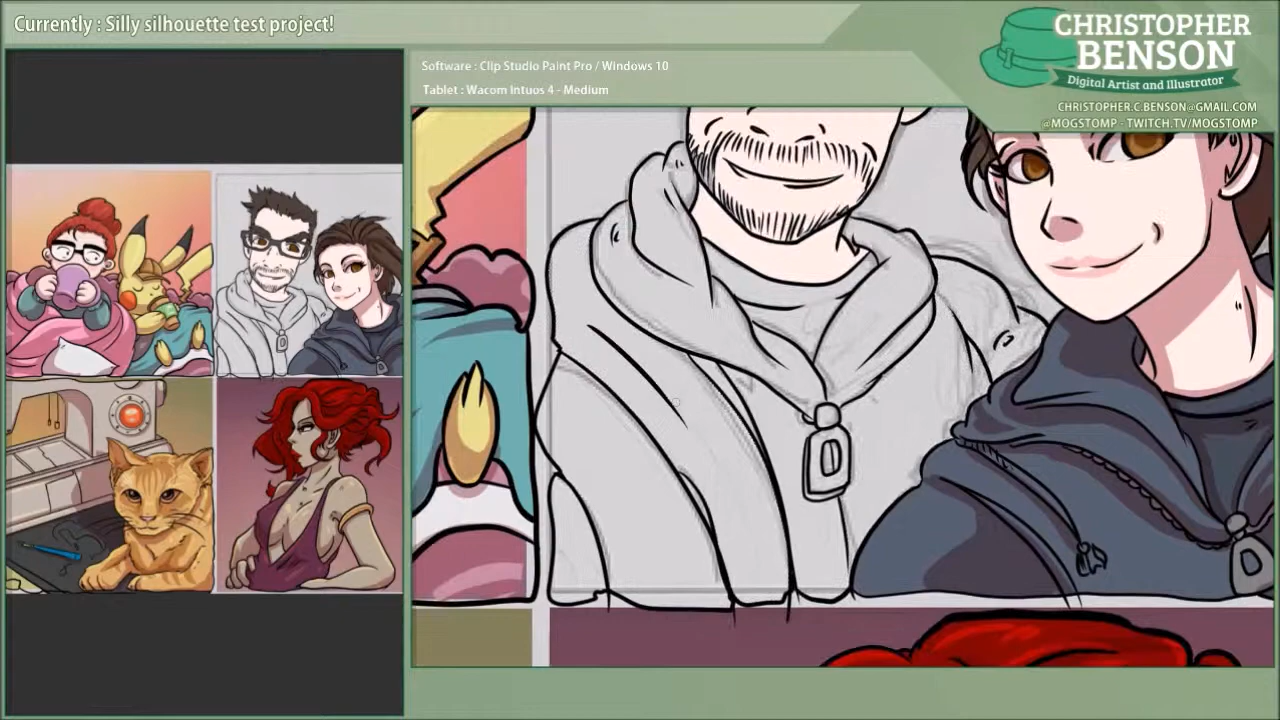 Currently : Silly silhouette test project!
Software : Clip Studio Paint Pro / Windows 10
Tablet : Wacom Intuos 4 - Medium
CHRISTOPHER
BENSON
Digital Artist and Illustrator
CHRISTOPHER.C.BENSON@GMAIL.COM
@MOGSTOMP - TWITCH.TV/MOGSTOMP